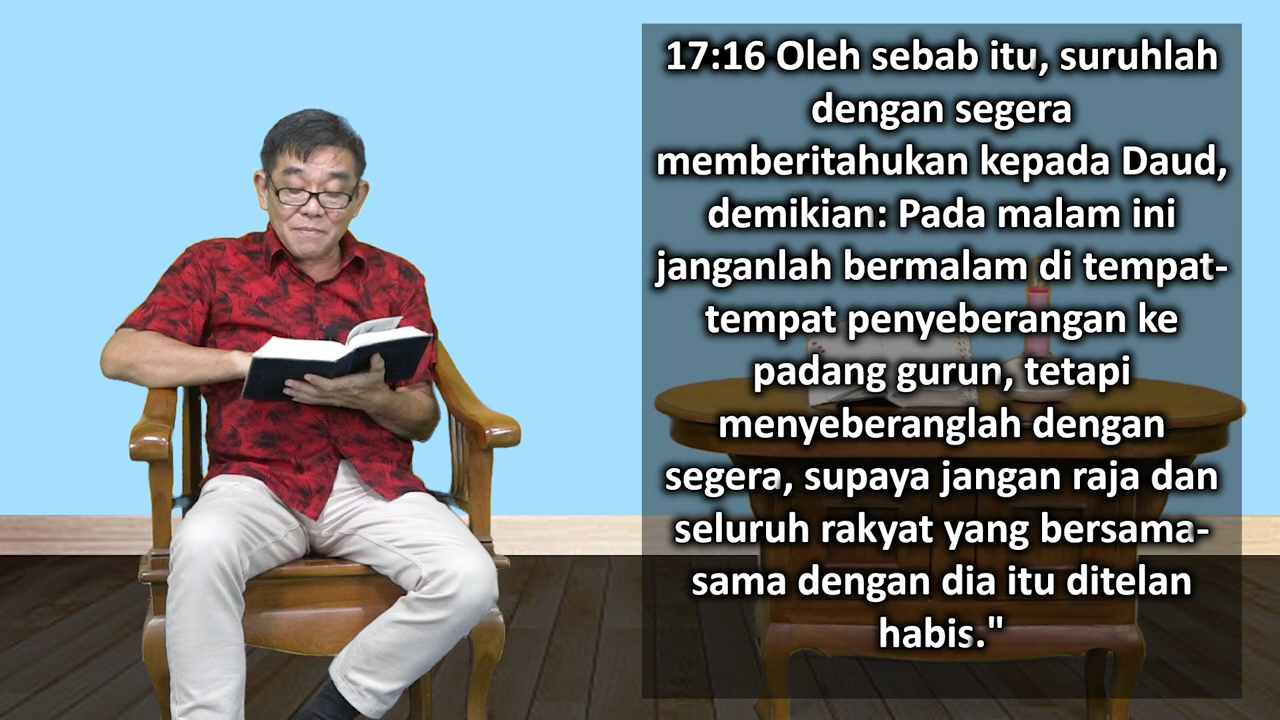 17:16 Oleh sebab itu, suruhlah
dengan segera
memberitahukan kepada Daud,
demikian: Pada malam ini
janganlah bermalam di tempat-
tempat penyeberangan ke
padang gurun, tetapi
menyeberanglah dengan
segera, supaya jangan raja dan
seluruh rakyat yang bersama-
sama dengan dia itu ditelan
habis."